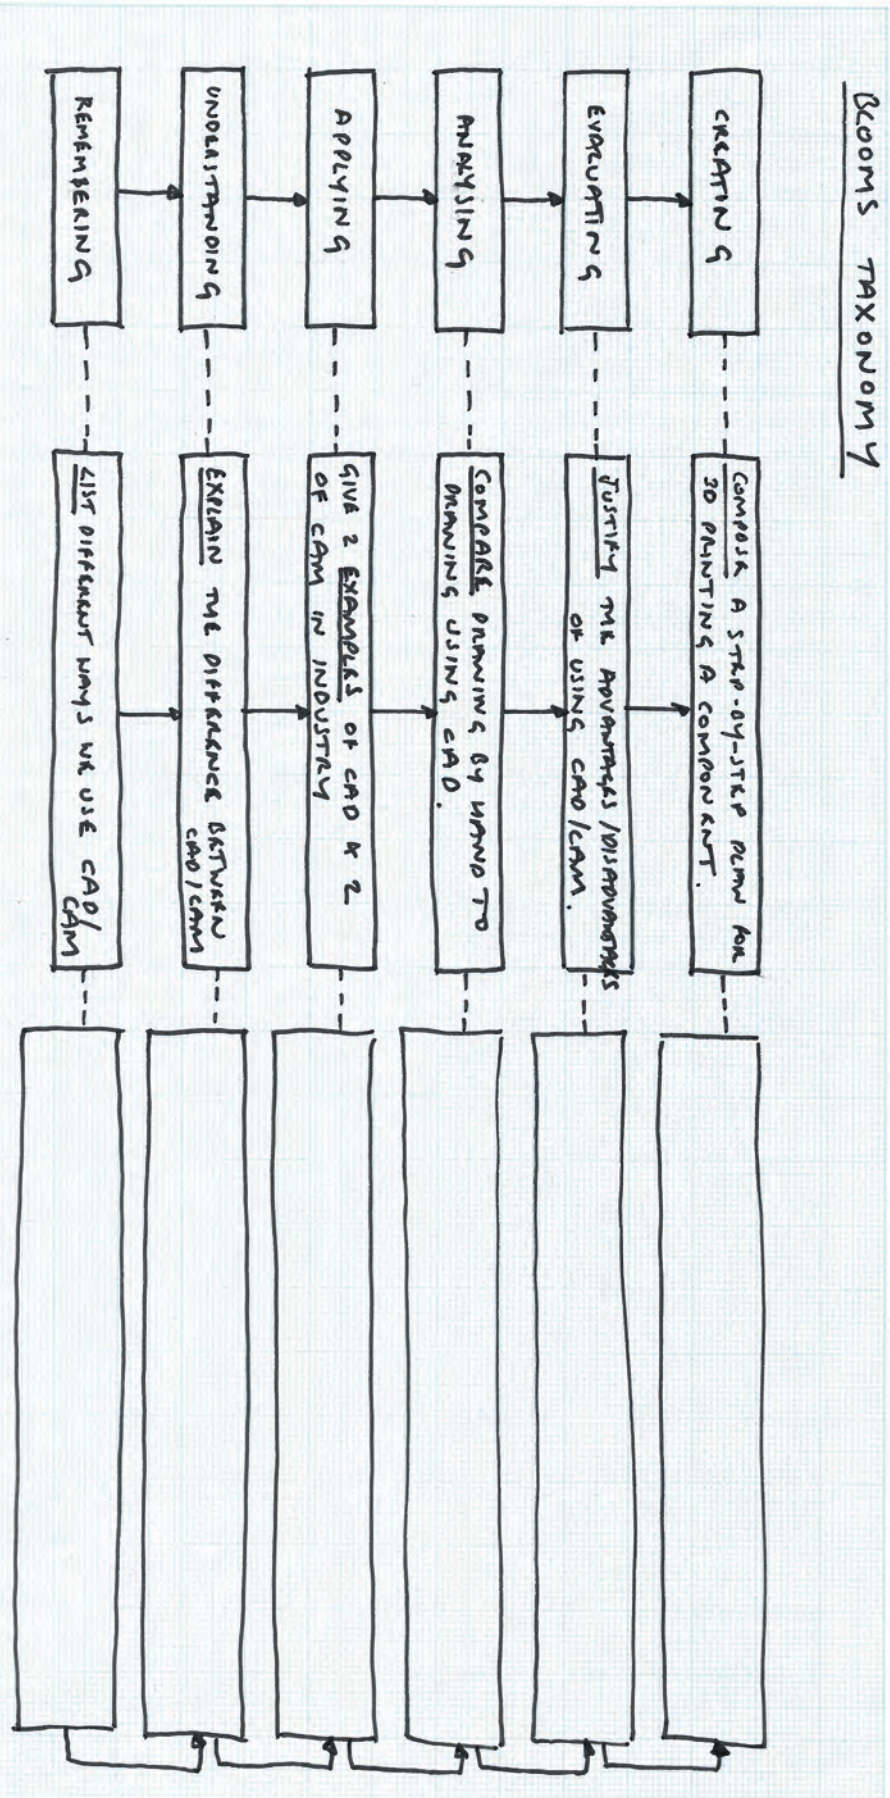 BLOOMS TAXONOMY
CREATING
COMPOSE A STEP-BY-STEP PLAN FOR
3D PRINTING A COMPONENT.
EVALUATING
JUSTIFY THE ADVANTAGES/DISADVANTAGES
OF USING CAD/CAM.
ANALYSING
COMPARE DRAWING BY HAND TO
DRAWING USING CAD.
APPLYING
GIVE 2 EXAMPLES OF CAD & 2
OF CAM IN INDUSTRY
UNDERSTANDING
EXPLAIN THE DIFFERENCE BETWEEN
CAD/CAM
REMEMBERING
LIST DIFFERENT WAYS WE USE CAD/
CAM